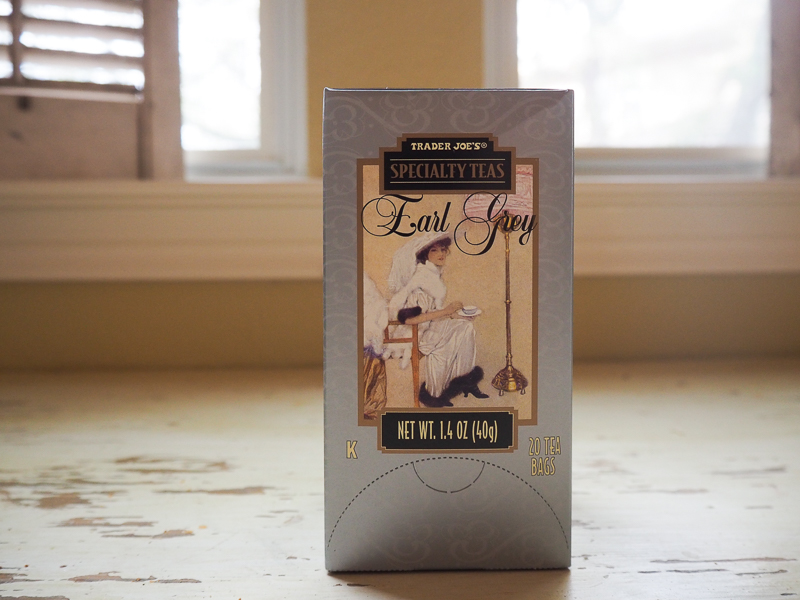 TRADER JOE'S®
SPECIALTY TEAS
Earl Grey
NET WT. 1.4 OZ (40g)
K
20 TEA
BAGS